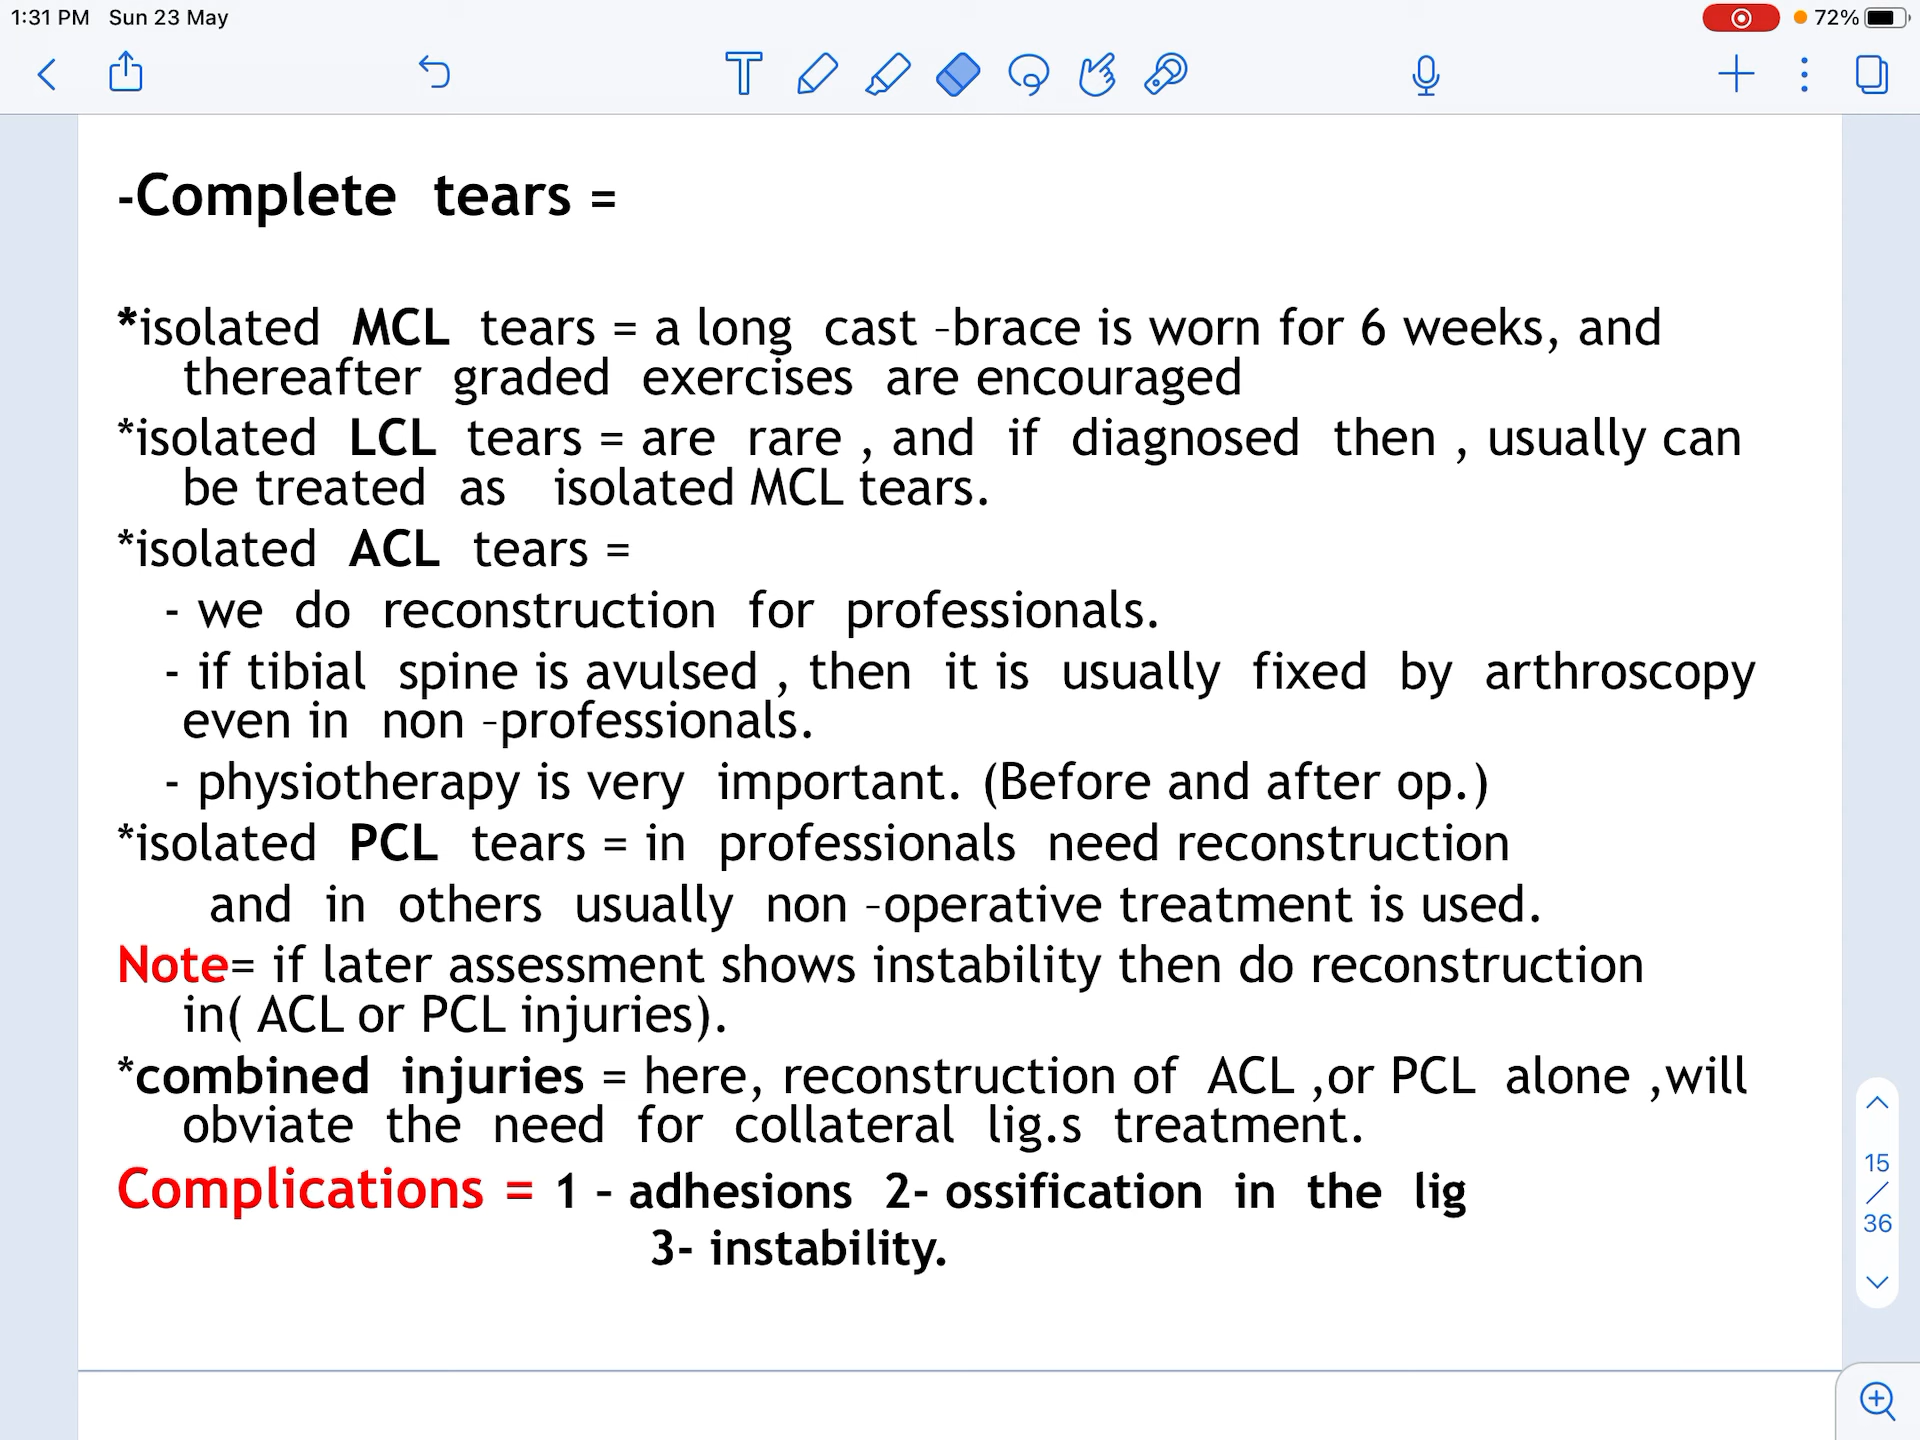 1:31 PM Sun 23 May
72%
T
-Complete tears =
*isolated MCL tears = a long cast -brace is worn for 6 weeks, and
thereafter graded exercises are encouraged
*isolated LCL tears = are rare , and if diagnosed then , usually can
be treated as isolated MCL tears.
*isolated ACL tears =
- we do reconstruction for professionals.
- if tibial spine is avulsed , then it is usually fixed by arthroscopy
even in non -professionals.
- physiotherapy is very important. (Before and after op.)
*isolated PCL tears = in professionals need reconstruction
and in others usually non -operative treatment is used.
Note= if later assessment shows instability then do reconstruction
in( ACL or PCL injuries).
*combined injuries = here, reconstruction of ACL ,or PCL alone ,will
obviate the need for collateral lig.s treatment.
Complications = 1 - adhesions 2- ossification in the lig
3- instability.
15
/
36